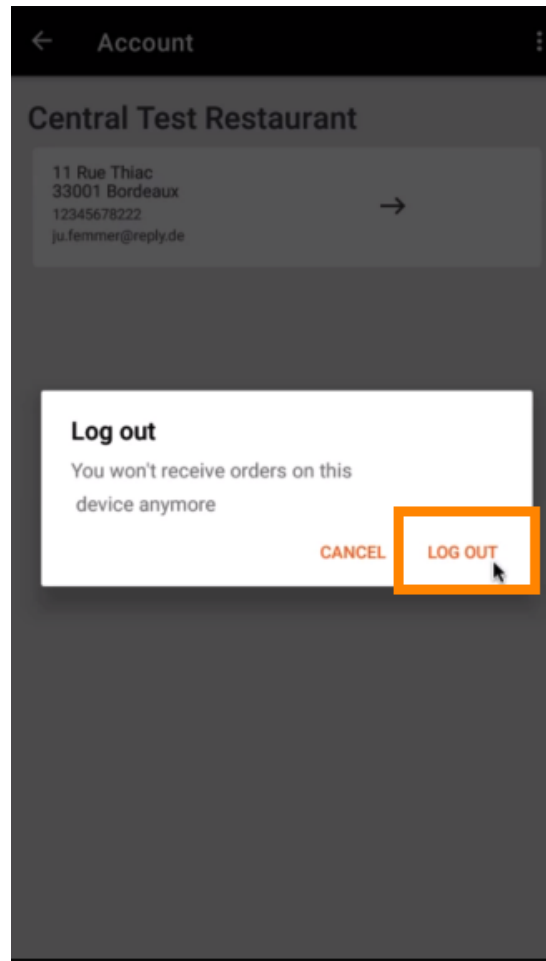 Account
Central Test Restaurant
11 Rue Thiac
33001 Bordeaux
12345678222
ju.femmer@reply.de
Log out
You won't receive orders on this
device anymore
CANCEL LOG OUT